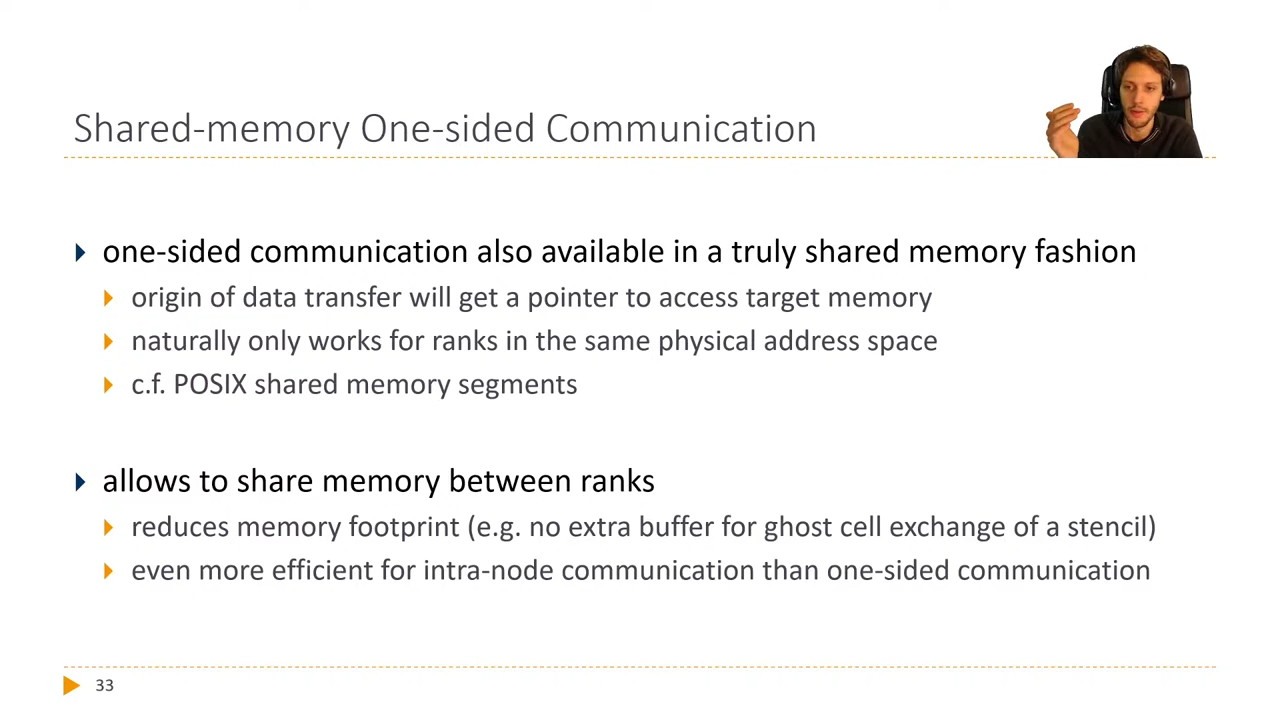 Shared-memory One-sided Communication
one-sided communication also available in a truly shared memory fashion
origin of data transfer will get a pointer to access target memory
naturally only works for ranks in the same physical address space
c.f. POSIX shared memory segments
allows to share memory between ranks
reduces memory footprint (e.g. no extra buffer for ghost cell exchange of a stencil)
even more efficient for intra-node communication than one-sided communication
33